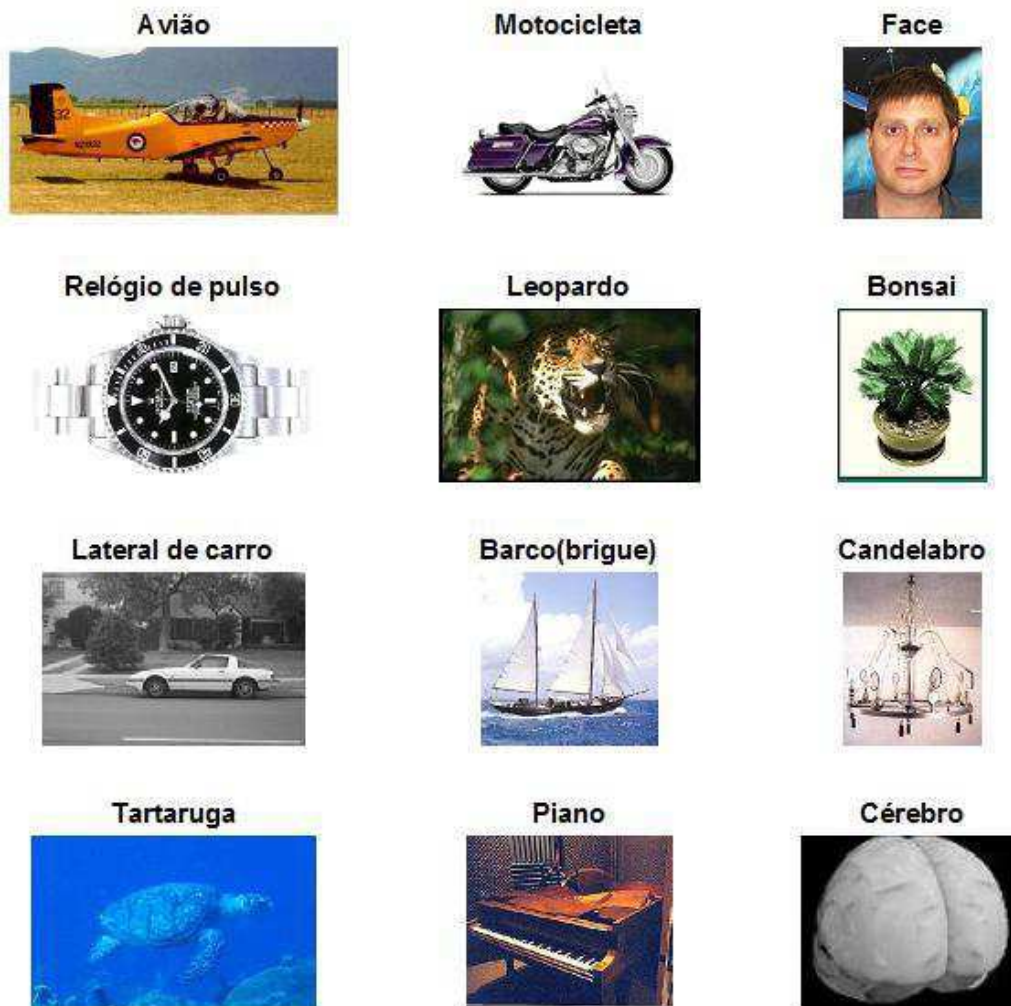 Avião
Motocicleta
Face
Relógio de pulso
Leopardo
Bonsai
Lateral de carro
Barco(brigue)
Candelabro
Tartaruga
Piano
Cérebro